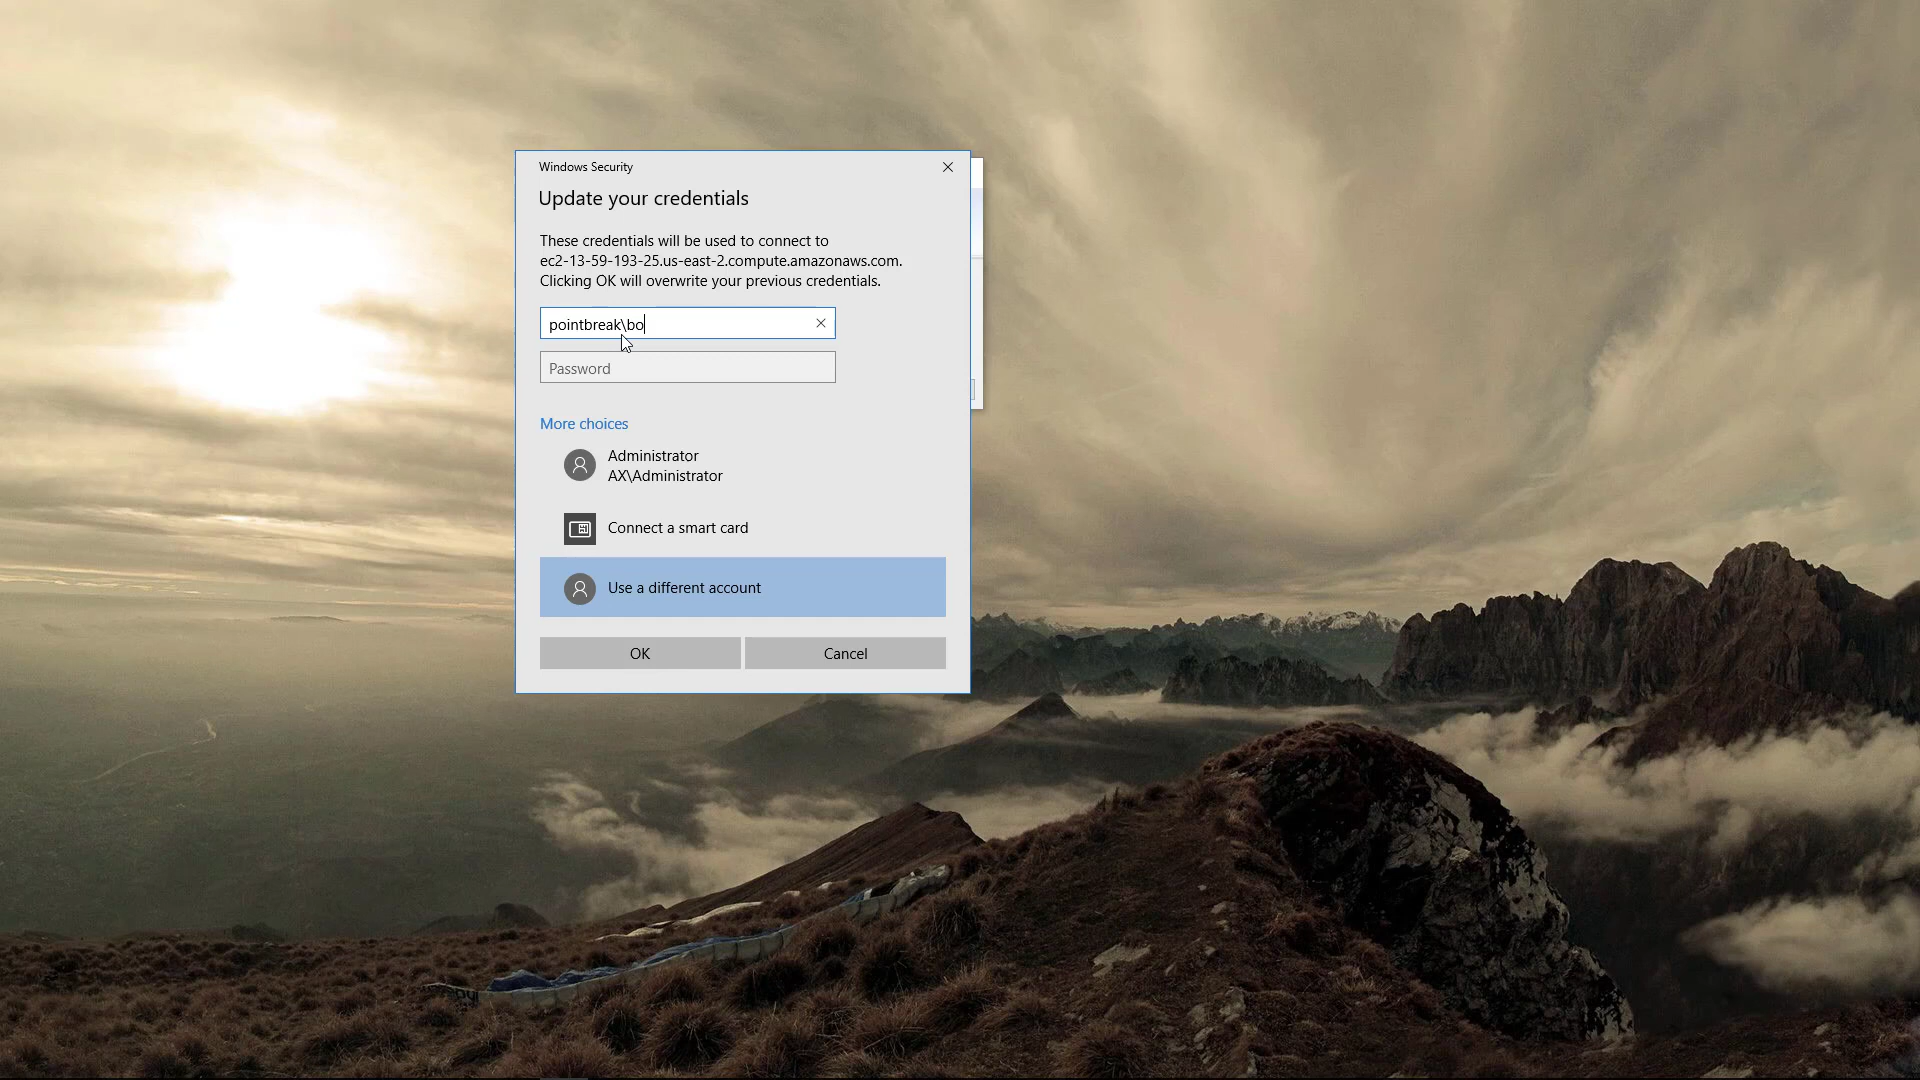 Windows Security
Update your credentials
These credentials will be used to connect to
ec2-13-59-193-25.us-east-2.compute.amazonaws.com.
Clicking OK will overwrite your previous credentials.
pointbreak\bo
Password
More choices
Administrator
AX\Administrator
Connect a smart card
Use a different account
OK
Cancel